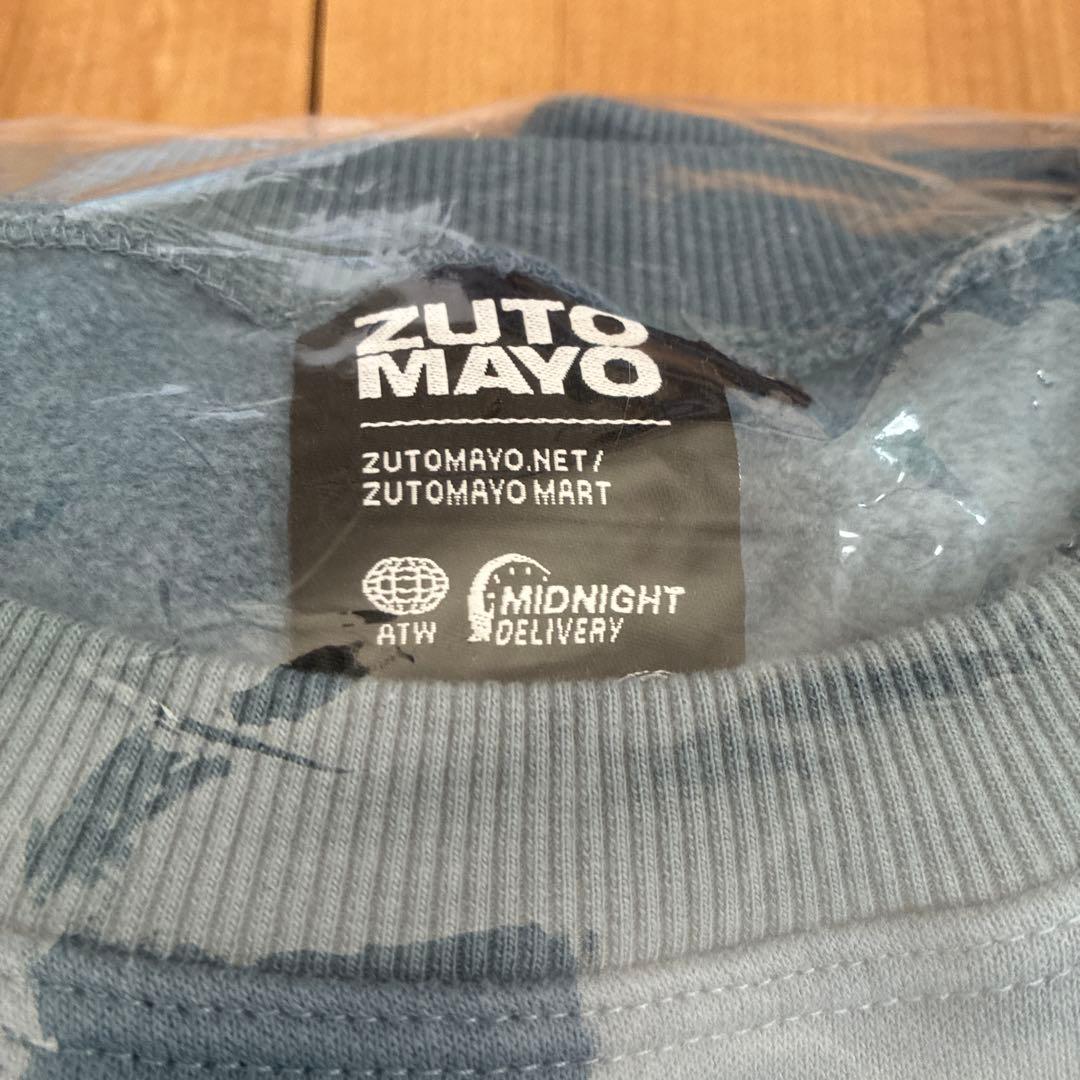 ZUTO
MAYO
ZUTOMAYO.NET/
ZUTOMAYO MART
ATW
MIDNIGHT
DELIVERY